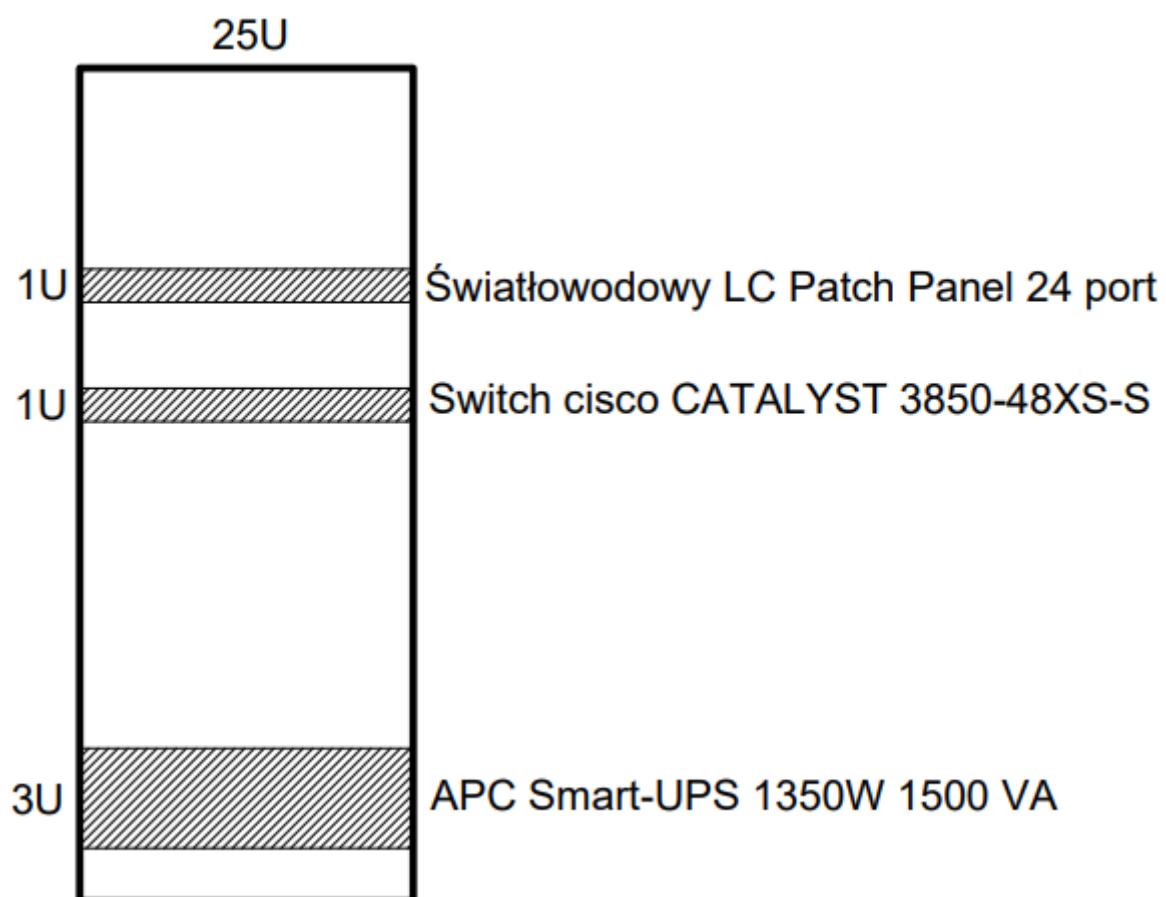 25U
1U Światłowodowy LC Patch Panel 24 port
1U Switch cisco CATALYST 3850-48XS-S
3U APC Smart-UPS 1350W 1500 VA